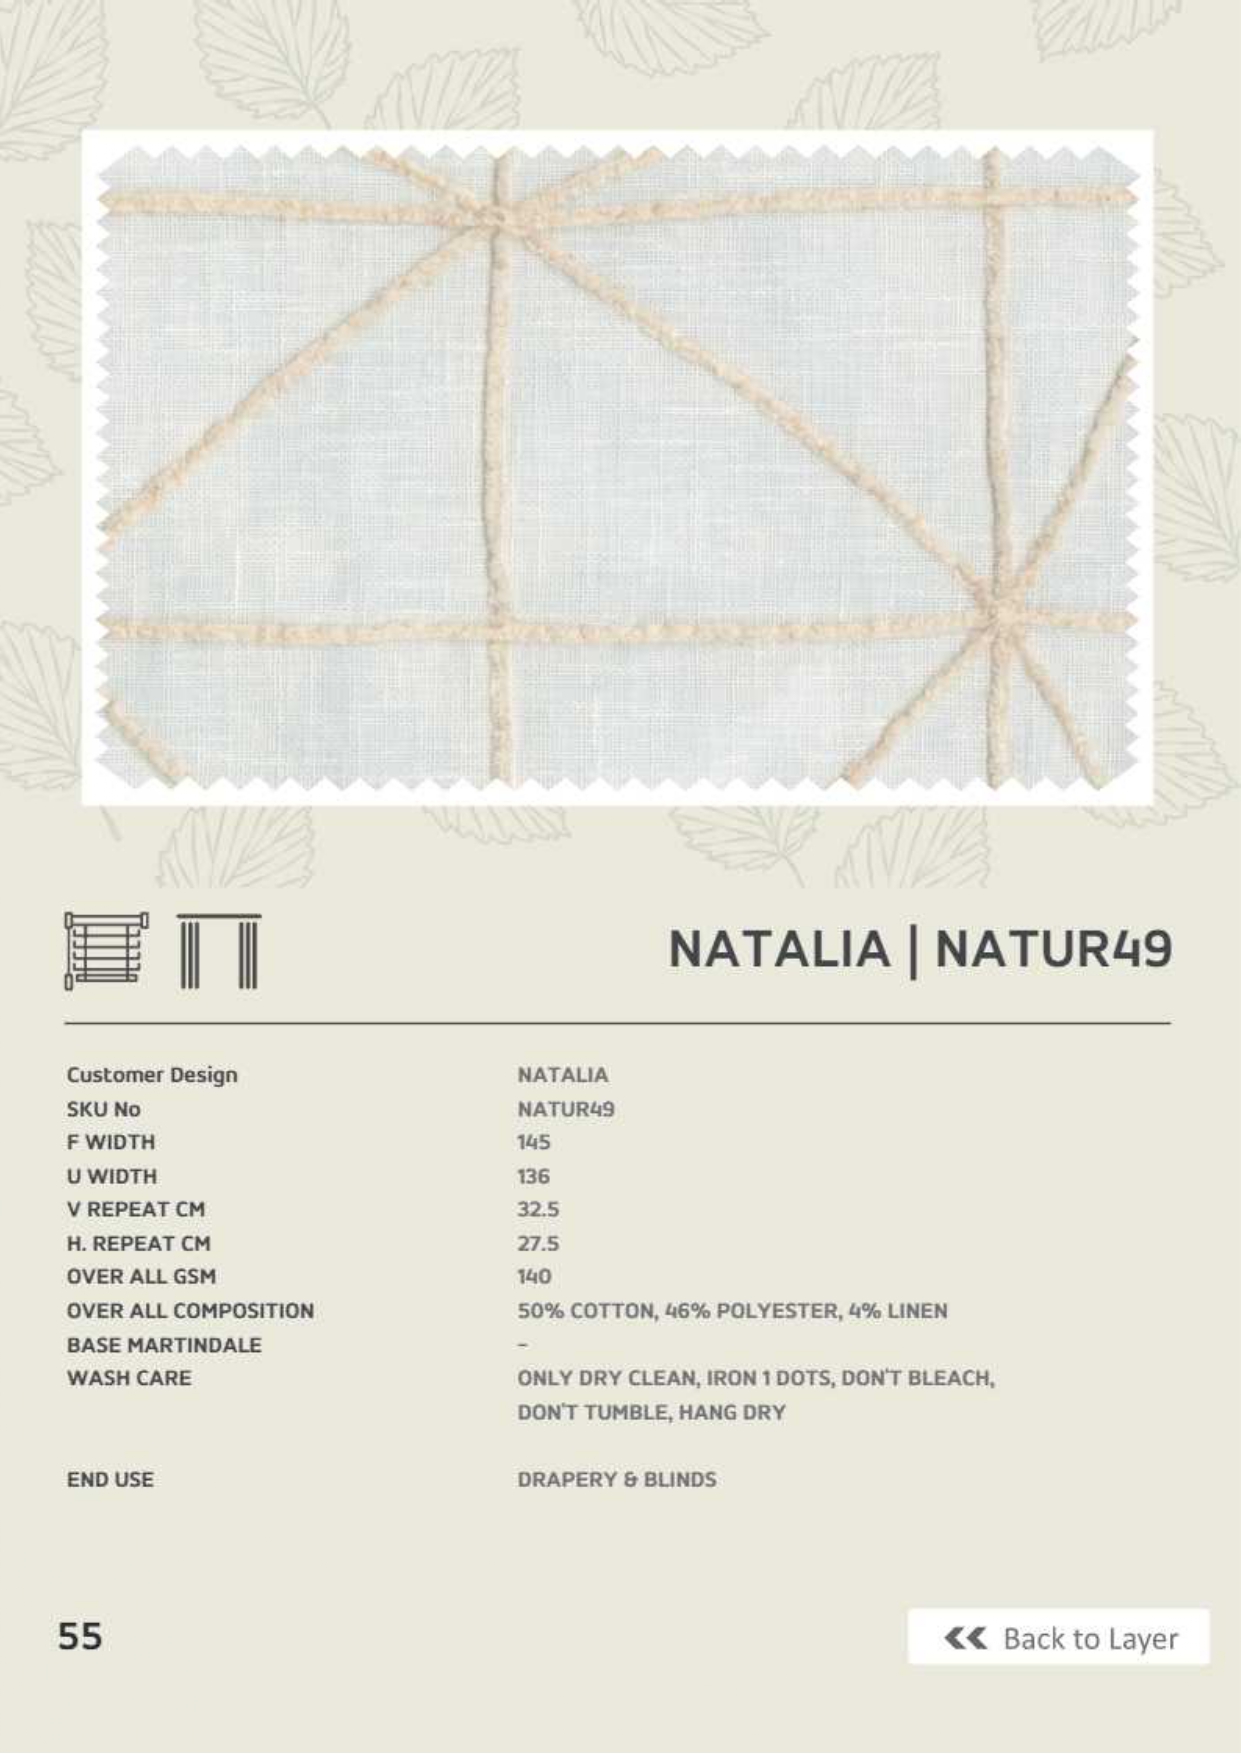 NATALIA | NATUR49
Customer Design NATALIA
SKU No NATUR49
F WIDTH 145
U WIDTH 136
V REPEAT CM 32.5
H. REPEAT CM 27.5
OVER ALL GSM 140
OVER ALL COMPOSITION 50% COTTON, 46% POLYESTER, 4% LINEN
BASE MARTINDALE -
WASH CARE ONLY DRY CLEAN, IRON 1 DOTS, DON'T BLEACH,
DON'T TUMBLE, HANG DRY
END USE DRAPERY & BLINDS
55
Back to Layer